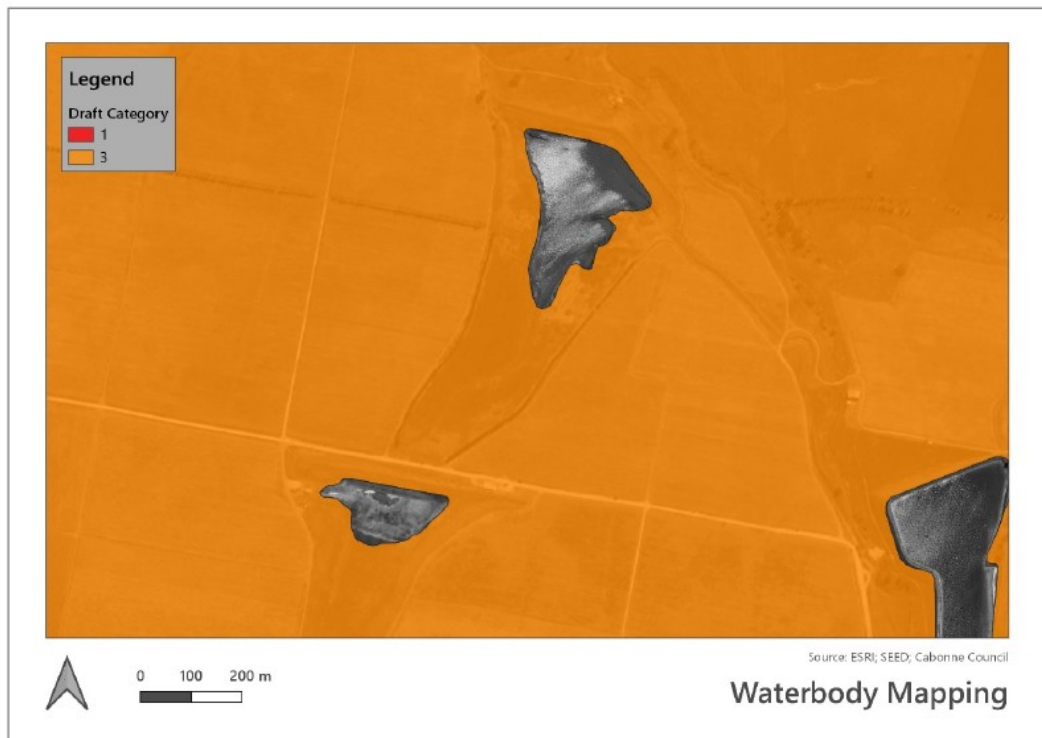 Legend
Draft Category
1
3
Source: ESRI; SEED; Cabonne Council
0 100 200 m
Waterbody Mapping